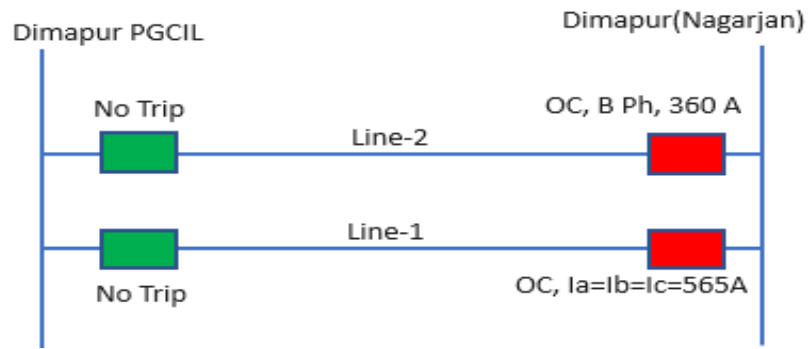 Dimapur PGCIL
Dimapur(Nagarjan)
No Trip
OC, B Ph, 360 A
Line-2
Line-1
No Trip
OC, Ia=Ib=Ic=565A